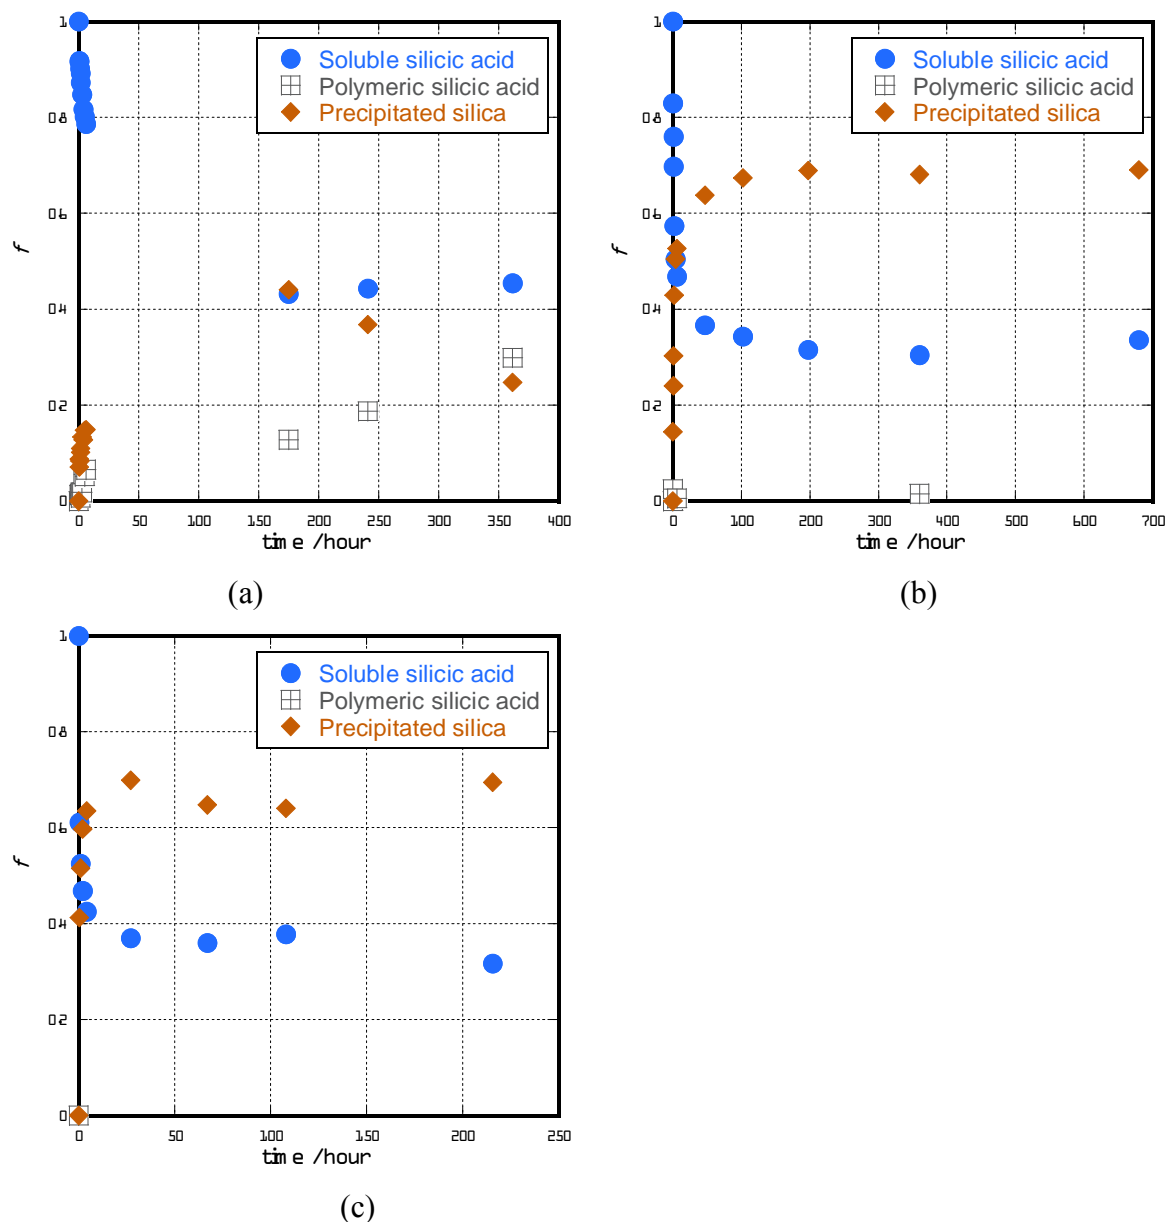 1
0.8
0.6
0.4
0.2
0
f
Soluble silicic acid
Polymeric silicic acid
Precipitated silica
0 50 100 150 200 250 300 350 400
time /hour
(a)
1
0.8
0.6
0.4
0.2
0
f
Soluble silicic acid
Polymeric silicic acid
Precipitated silica
0 100 200 300 400 500 600 700
time /hour
(b)
1
0.8
0.6
0.4
0.2
0
f
Soluble silicic acid
Polymeric silicic acid
Precipitated silica
0 50 100 150 200 250
time /hour
(c)